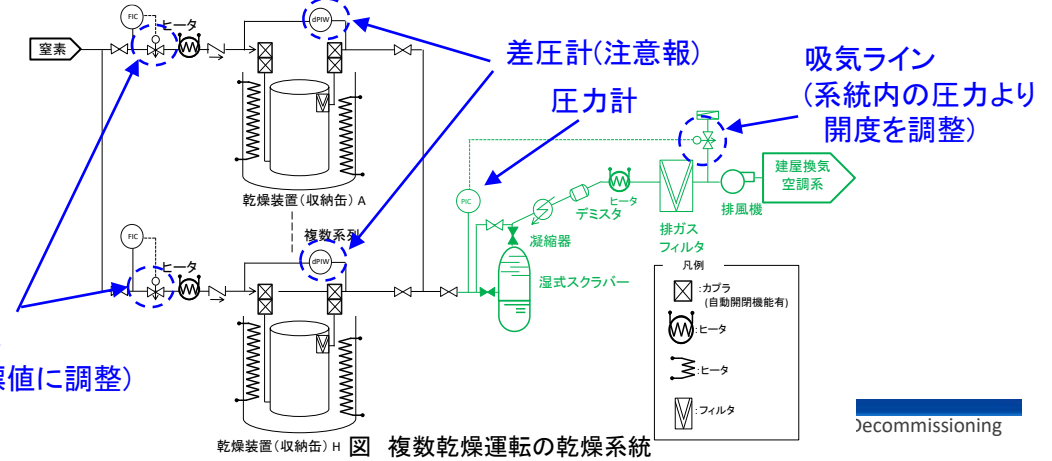 FIC
ヒータ
dPIW
窒素
差圧計(注意報)
圧力計
吸気ライン
(系統内の圧力より
開度を調整)
乾燥装置(収納缶) A
複数系列
PIC
ヒータ
デミスタ
凝縮器
湿式スクラバー
排ガス
フィルタ
排風機
建屋換気
空調系
FIC
ヒータ
dPIW
標値に調整)
凡例
:カプラ
(自動開閉機能有)
:ヒータ
:ヒータ
:フィルタ
乾燥装置(収納缶) H
図 複数乾燥運転の乾燥系統
Decommissioning